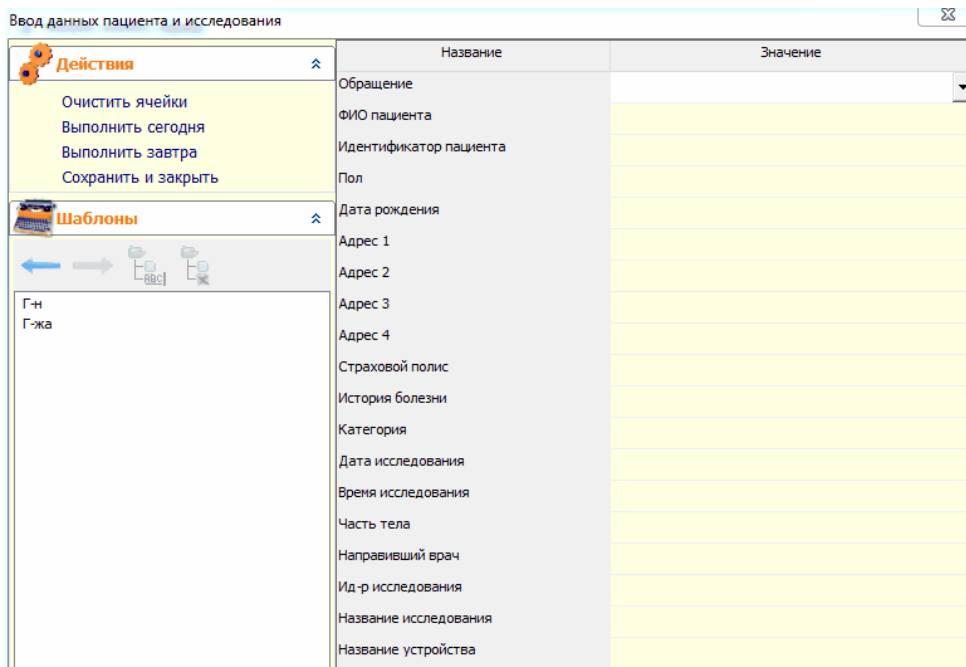 Ввод данных пациента и исследования
Действия
Очистить ячейки
Выполнить сегодня
Выполнить завтра
Сохранить и закрыть
Шаблоны
ABC
Г-н
Г-жа
Название Значение
Обращение
ФИО пациента
Идентификатор пациента
Пол
Дата рождения
Адрес 1
Адрес 2
Адрес 3
Адрес 4
Страховой полис
История болезни
Категория
Дата исследования
Время исследования
Часть тела
Направивший врач
Ид-р исследования
Название исследования
Название устройства